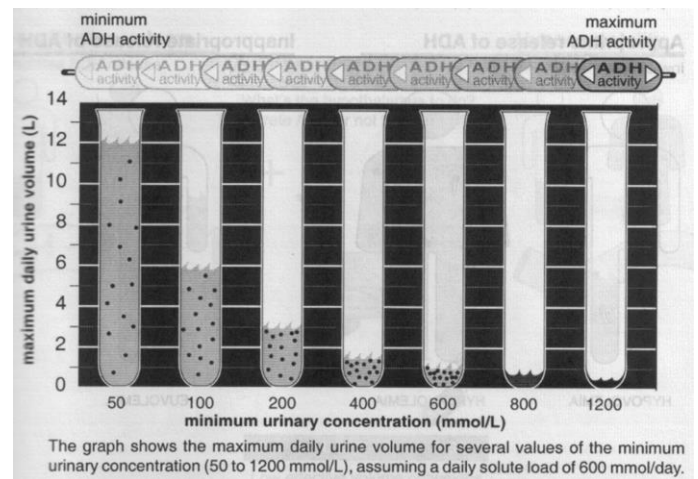 minimum
ADH activity
maximum
ADH activity
ADH activity ADH activity ADH activity ADH activity ADH activity ADH activity ADH activity ADH activity ADH activity
maximum daily urine volume (L)
14
12
10
8
6
4
2
0
50 100 200 400 600 800 1200
minimum urinary concentration (mmol/L)
The graph shows the maximum daily urine volume for several values of the minimum
urinary concentration (50 to 1200 mmol/L), assuming a daily solute load of 600 mmol/day.